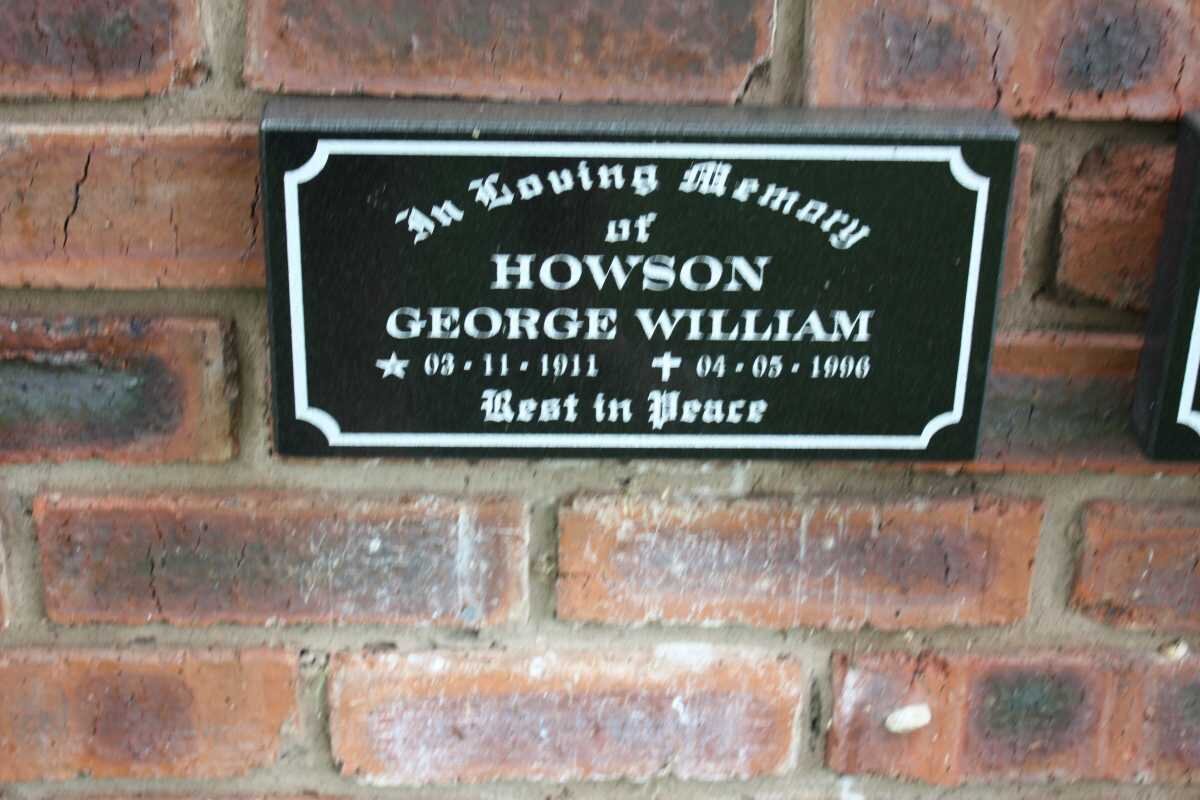 In Loving Memory
of
HOWSON
GEORGE WILLIAM
★ 03 · 11 · 1911 ✝ 04 · 05 · 1996
Rest in Peace